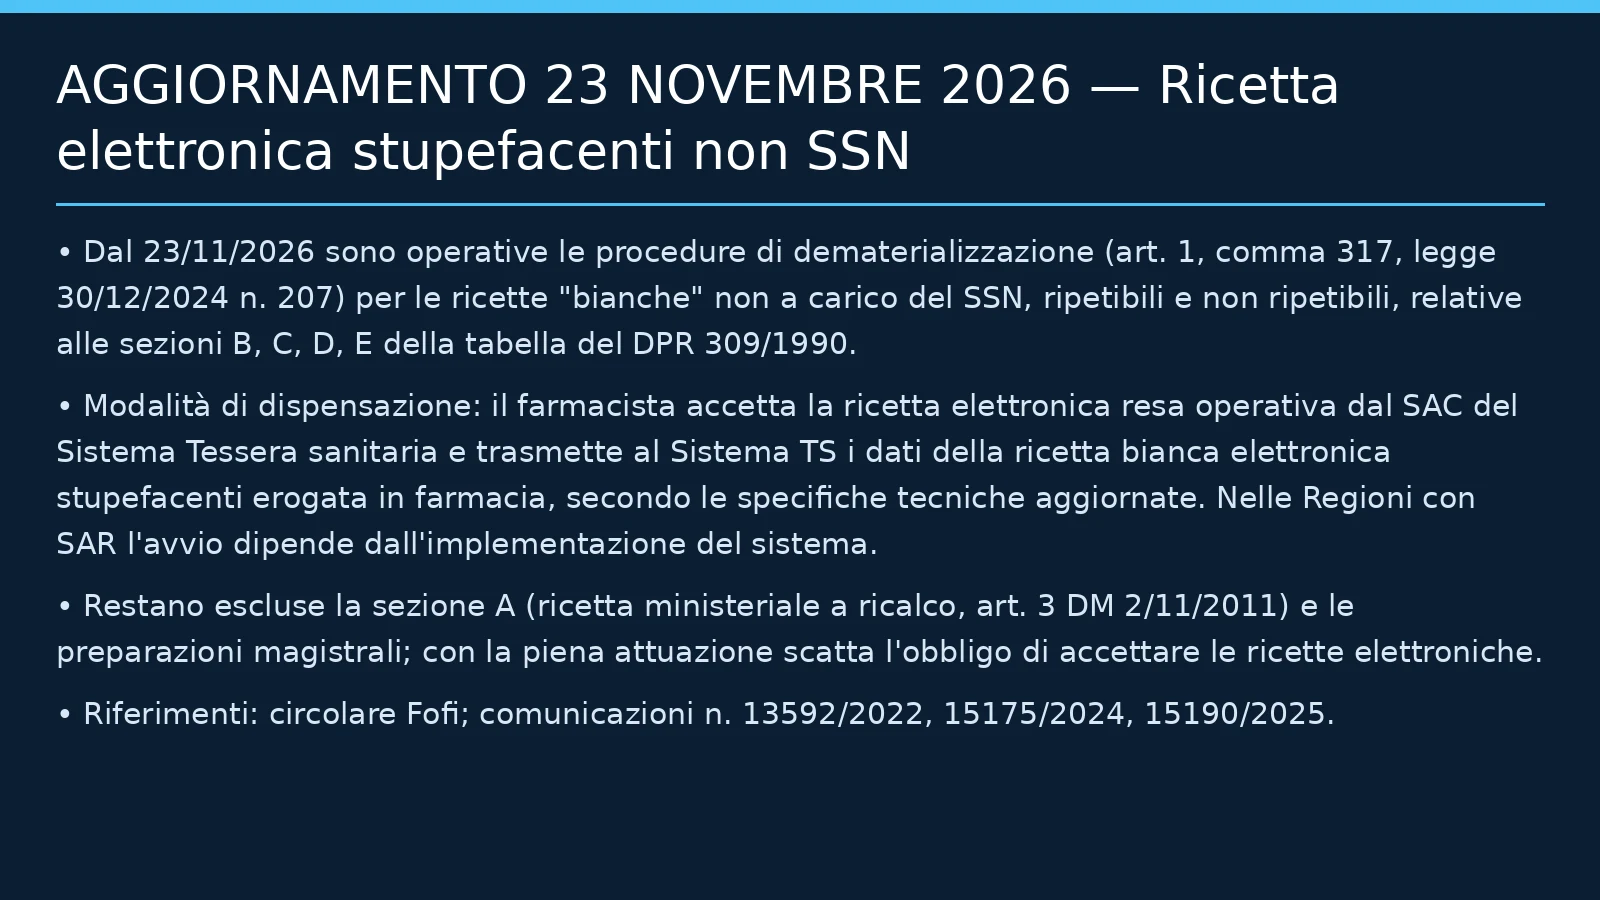 AGGIORNAMENTO 23 NOVEMBRE 2026 — Ricetta
elettronica stupefacenti non SSN
• Dal 23/11/2026 sono operative le procedure di dematerializzazione (art. 1, comma 317, legge
30/12/2024 n. 207) per le ricette "bianche" non a carico del SSN, ripetibili e non ripetibili, relative
alle sezioni B, C, D, E della tabella del DPR 309/1990.
• Modalità di dispensazione: il farmacista accetta la ricetta elettronica resa operativa dal SAC del
Sistema Tessera sanitaria e trasmette al Sistema TS i dati della ricetta bianca elettronica
stupefacenti erogata in farmacia, secondo le specifiche tecniche aggiornate. Nelle Regioni con
SAR l'avvio dipende dall'implementazione del sistema.
• Restano escluse la sezione A (ricetta ministeriale a ricalco, art. 3 DM 2/11/2011) e le
preparazioni magistrali; con la piena attuazione scatta l'obbligo di accettare le ricette elettroniche.
• Riferimenti: circolare Fofi; comunicazioni n. 13592/2022, 15175/2024, 15190/2025.